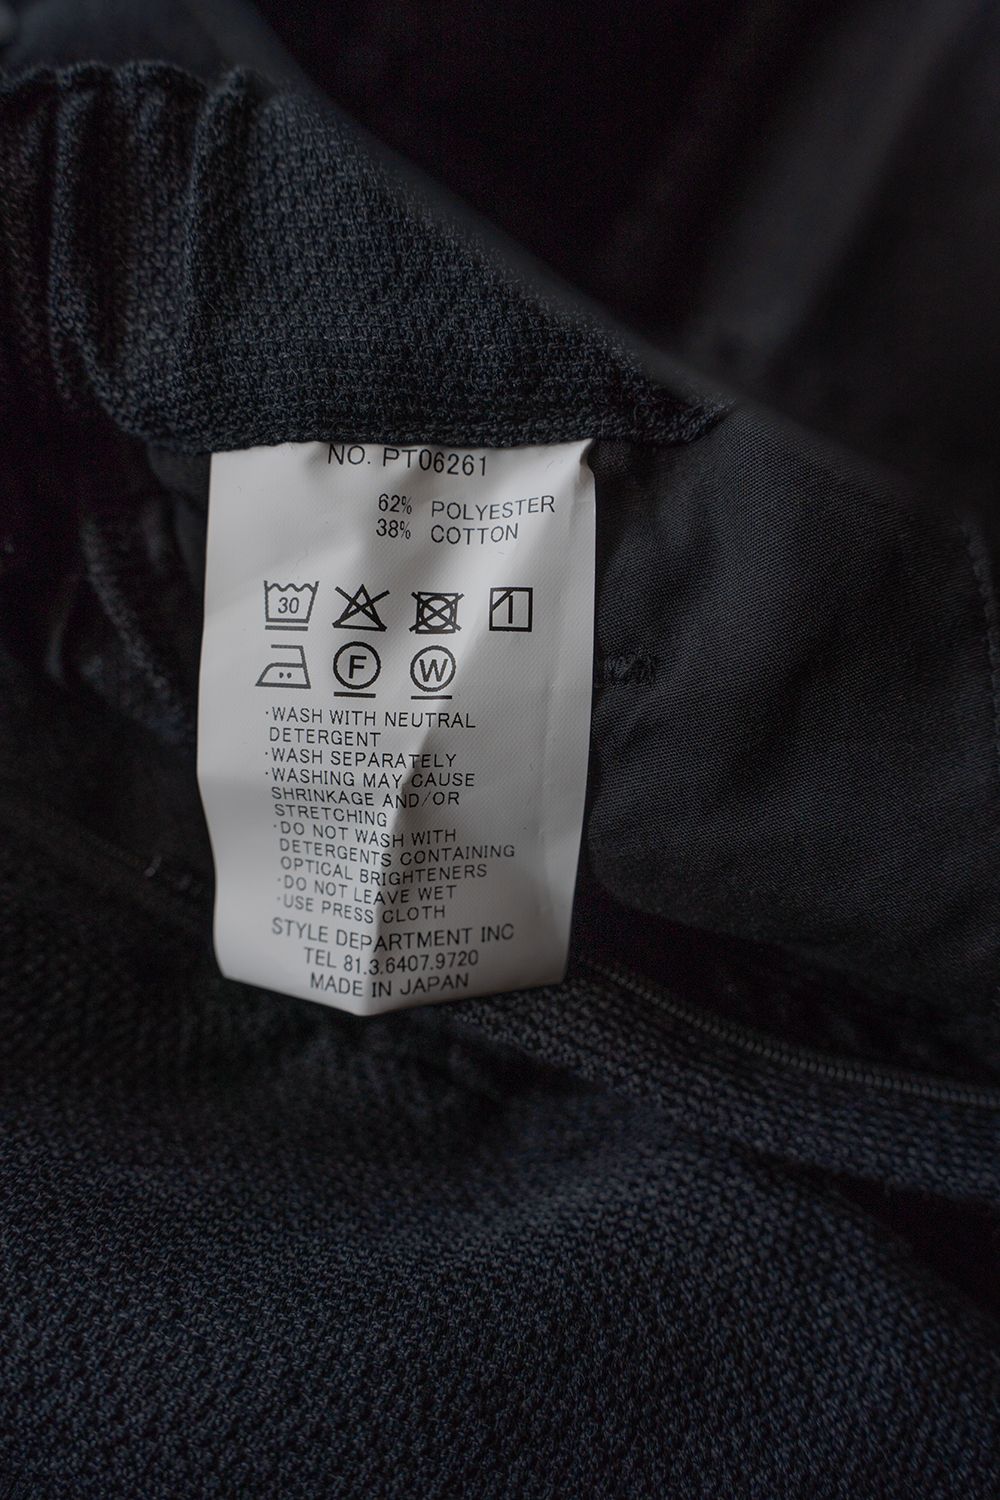 NO. PT06261
62% POLYESTER
38% COTTON
30
F W
·WASH WITH NEUTRAL
DETERGENT
·WASH SEPARATELY
·WASHING MAY CAUSE
SHRINKAGE AND/OR
STRETCHING
·DO NOT WASH WITH
DETERGENTS CONTAINING
OPTICAL BRIGHTENERS
·DO NOT LEAVE WET
·USE PRESS CLOTH
STYLE DEPARTMENT INC
TEL 81.3.6407.9720
MADE IN JAPAN